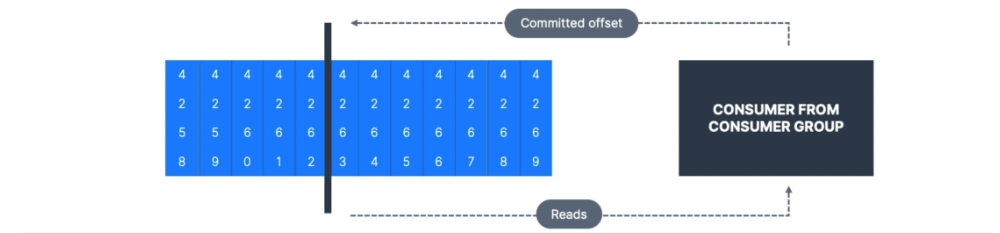 Committed offset
4 4 4 4 4 4 4 4 4 4 4 4
2 2 2 2 2 2 2 2 2 2 2 2
5 5 6 6 6 6 6 6 6 6 6 6
8 9 0 1 2 3 4 5 6 7 8 9
CONSUMER FROM
CONSUMER GROUP
Reads